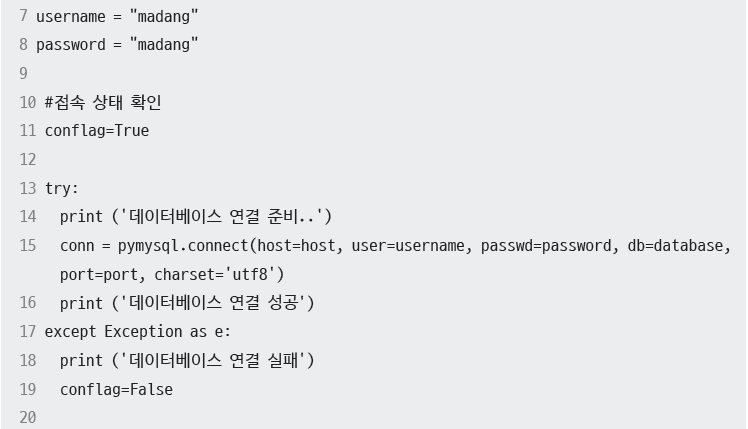 7 username = "madang"
8 password = "madang"
9
10 #접속 상태 확인
11 conflag=True
12
13 try:
14 print ('데이터베이스 연결 준비..')
15 conn = pymysql.connect(host=host, user=username, passwd=password, db=database,
port=port, charset='utf8')
16 print ('데이터베이스 연결 성공')
17 except Exception as e:
18 print ('데이터베이스 연결 실패')
19 conflag=False
20